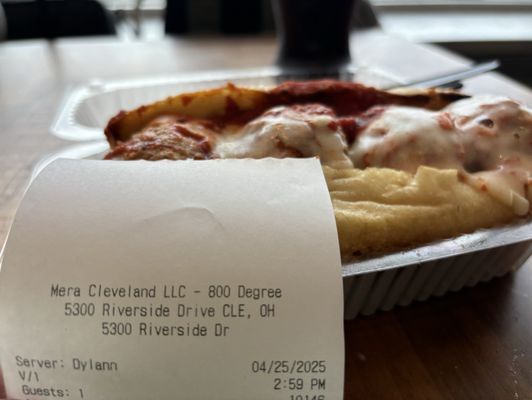 Mera Cleveland LLC - 800 Degree
5300 Riverside Drive CLE, OH
5300 Riverside Dr
Server: Dylann 04/25/2025
V/1 2:59 PM
Guests: 1